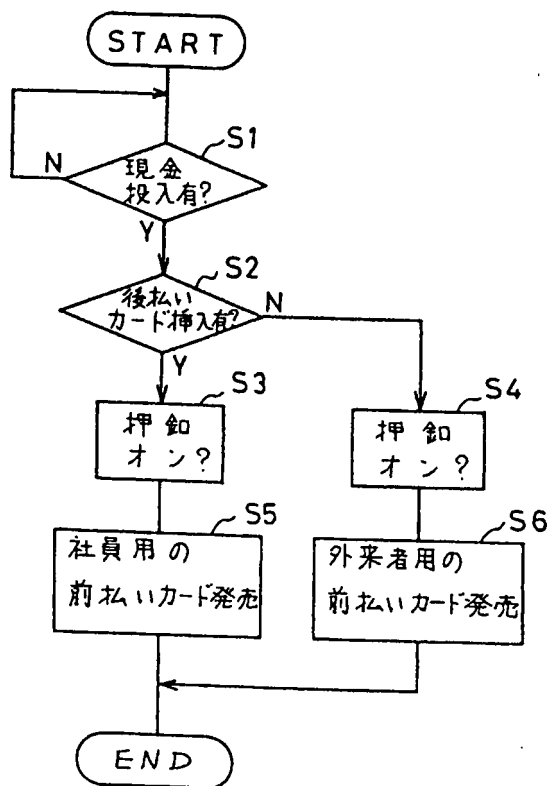 START
S1
N
現金
投入有?
Y
S2
後払い
カード挿入有?
N
Y
S3
押釦
オン?
S4
押釦
オン?
S5
社員用の
前払いカード発売
S6
外来者用の
前払いカード発売
END